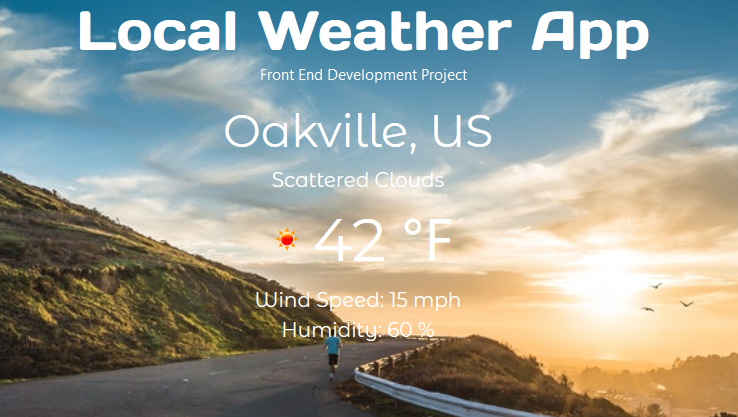 Local Weather App
Front End Development Project
Oakville, US
Scattered Clouds
42 °F
Wind Speed: 15 mph
Humidity: 60 %